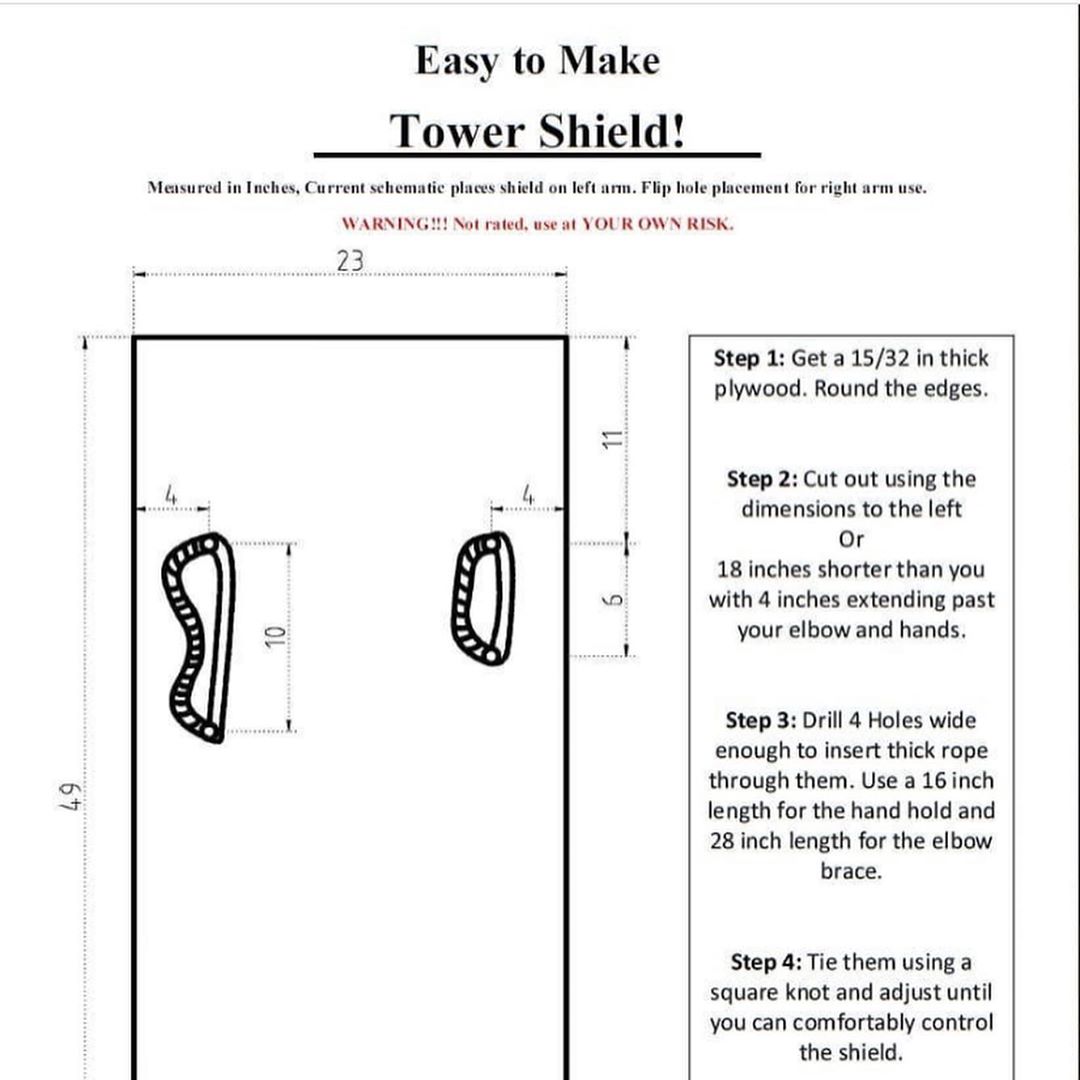 Easy to Make
Tower Shield!
Measured in Inches, Current schematic places shield on left arm. Flip hole placement for right arm use.
WARNING!!! Not rated, use at YOUR OWN RISK.
23
11
4
4
10
6
49
Step 1: Get a 15/32 in thick
plywood. Round the edges.
Step 2: Cut out using the
dimensions to the left
Or
18 inches shorter than you
with 4 inches extending past
your elbow and hands.
Step 3: Drill 4 Holes wide
enough to insert thick rope
through them. Use a 16 inch
length for the hand hold and
28 inch length for the elbow
brace.
Step 4: Tie them using a
square knot and adjust until
you can comfortably control
the shield.